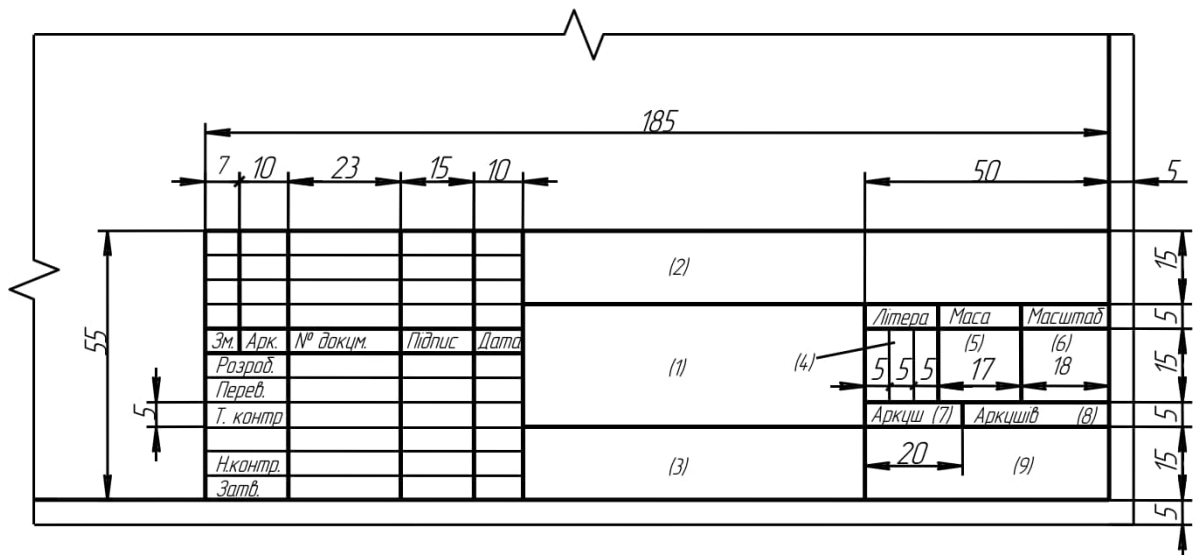 185
7 10 23 15 10 50 5
(2) 15
Літера Маса Масштаб 5
55 Зм. Арк. № докум. Підпис Дата (1) (4) (5) (6) 15
Розроб. 5 5 5 17 18
Перев.
5 Т. контр Аркуш (7) Аркушів (8) 5
(3) 20 (9) 15
Н.контр.
Затв.
5